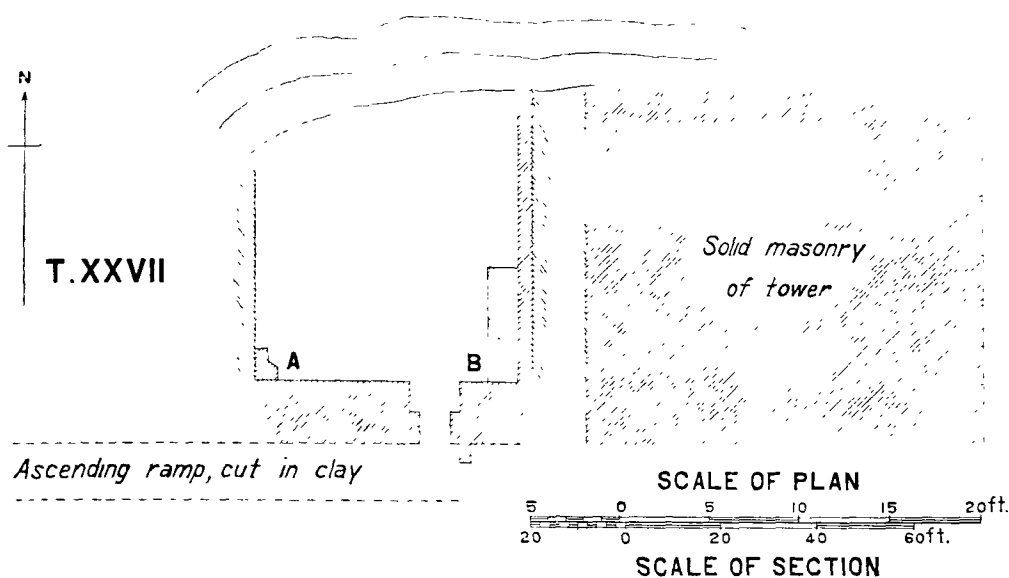 N
T. XXVII
Solid masonry
of tower
A
B
Ascending ramp, cut in clay
SCALE OF PLAN
5 0 5 10 15 20ft.
20 0 20 40 60ft.
SCALE OF SECTION